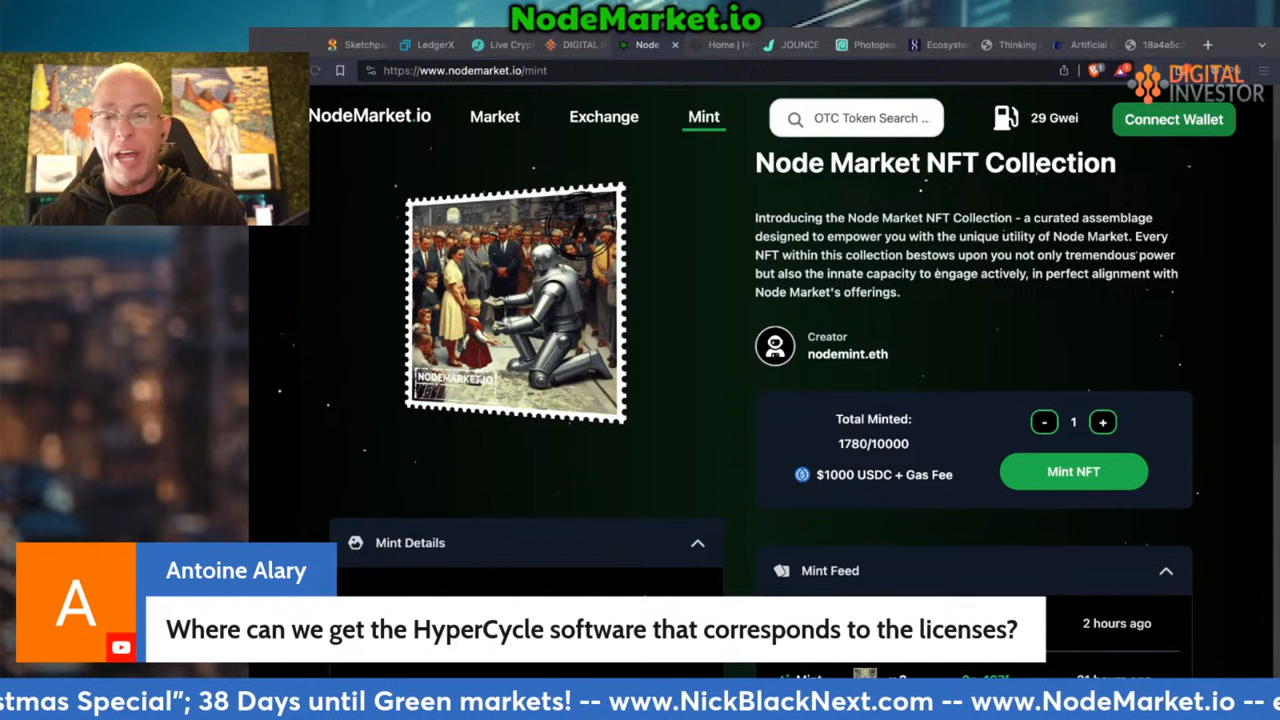 NodeMarket.io
Sketchpa
LedgerX
Live Cryp
DIGITAL
Node
Home | H
JOUNCE
Photopea
Ecosyste
Thinking
Artificial
18a4a5c
https://www.nodemarket.io/mint
DIGITAL
INVESTOR
NodeMarket.io
Market
Exchange
Mint
OTC Token Search ...
29 Gwei
Connect Wallet
Node Market NFT Collection
Introducing the Node Market NFT Collection - a curated assemblage
designed to empower you with the unique utility of Node Market. Every
NFT within this collection bestows upon you not only tremendous power
but also the innate capacity to engage actively, in perfect alignment with
Node Market's offerings.
Creator
nodemint.eth
NODEMARKET.IO
Total Minted:
1780/10000
- 1 +
$1000 USDC + Gas Fee
Mint NFT
Mint Details
Mint Feed
2 hours ago
A
Antoine Alary
Where can we get the HyperCycle software that corresponds to the licenses?
Mint
stmas Special"; 38 Days until Green markets! -- www.NickBlackNext.com -- www.NodeMarket.io -- e